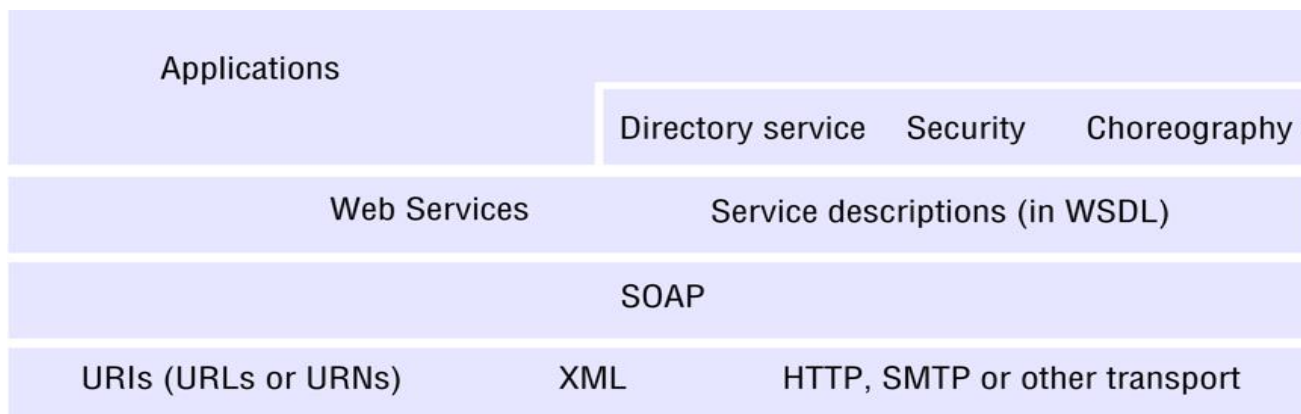 Applications
Directory service Security Choreography
Web Services Service descriptions (in WSDL)
SOAP
URIs (URLs or URNs) XML HTTP, SMTP or other transport